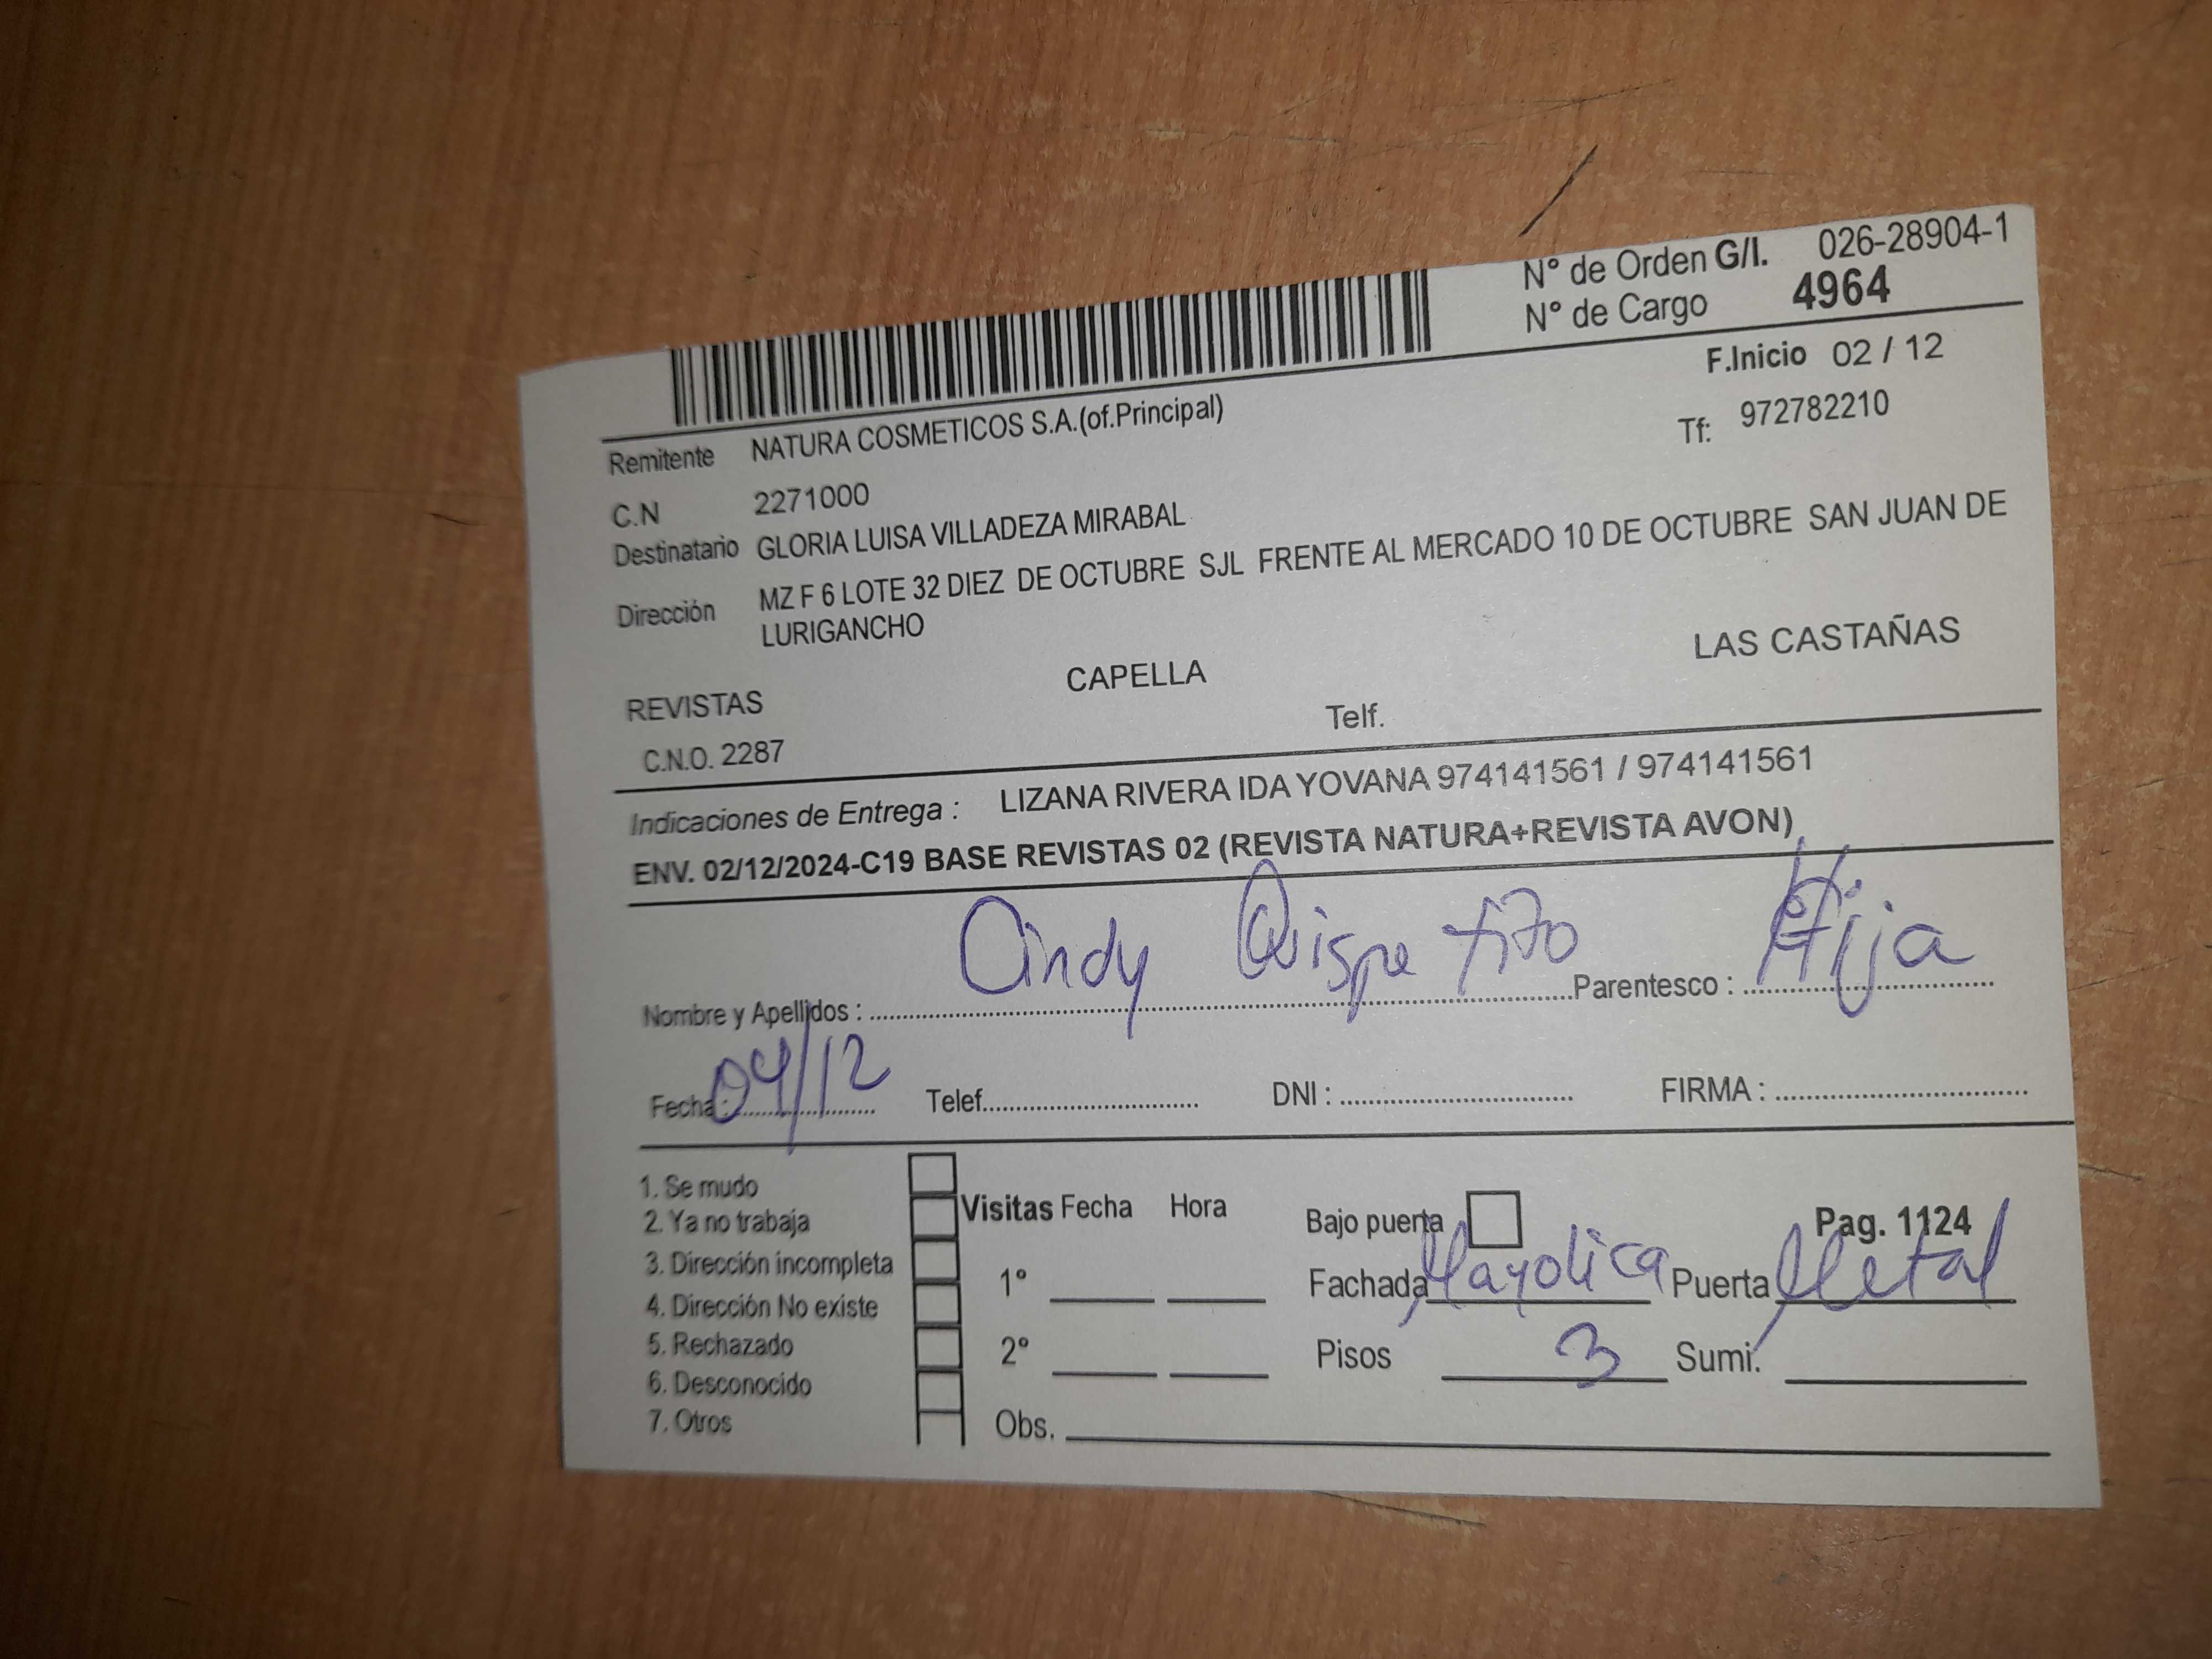 N° de Orden G/I. 026-28904-1
N° de Cargo 4964
F.Inicio 02 / 12
Remitente NATURA COSMETICOS S.A.(of.Principal)
Tf: 972782210
C.N 2271000
Destinatario GLORIA LUISA VILLADEZA MIRABAL
Dirección MZ F 6 LOTE 32 DIEZ DE OCTUBRE SJL FRENTE AL MERCADO 10 DE OCTUBRE SAN JUAN DE
LURIGANCHO
REVISTAS CAPELLA LAS CASTAÑAS
C.N.O. 2287 Telf.
Indicaciones de Entrega : LIZANA RIVERA IDA YOVANA 974141561 / 974141561
ENV. 02/12/2024-C19 BASE REVISTAS 02 (REVISTA NATURA+REVISTA AVON)
Nombre y Apellidos : Cindy Quispe tito Parentesco : Hija
Fecha : 04/12 Telef. DNI : FIRMA :
1. Se mudo
2. Ya no trabaja
3. Dirección incompleta
4. Dirección No existe
5. Rechazado
6. Desconocido
7. Otros
Visitas Fecha Hora
1°
2°
Obs.
Bajo puerta Pag. 1124
Fachada Mayolica Puerta Metal
Pisos 3 Sumi.